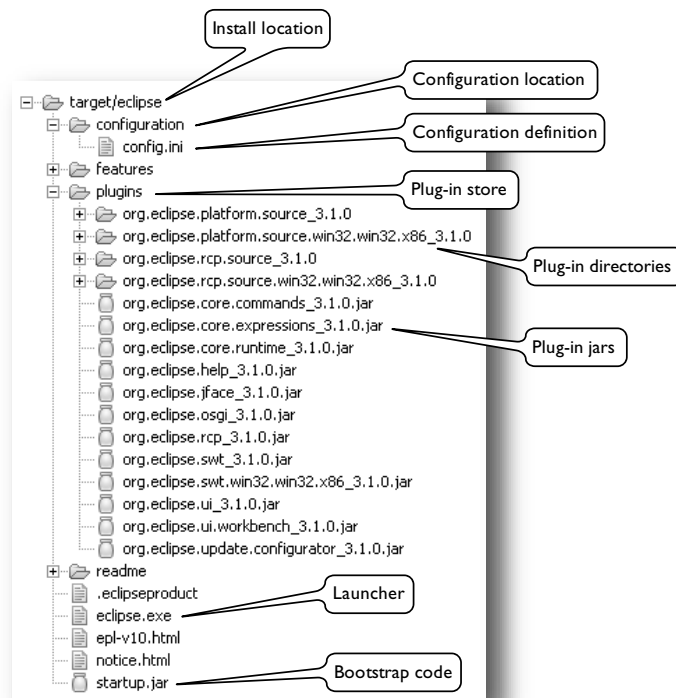 Install location
target/eclipse
Configuration location
configuration
config.ini
Configuration definition
features
plugins
Plug-in store
org.eclipse.platform.source_3.1.0
org.eclipse.platform.source.win32.win32.x86_3.1.0
org.eclipse.rcp.source_3.1.0
Plug-in directories
org.eclipse.rcp.source.win32.win32.x86_3.1.0
org.eclipse.core.commands_3.1.0.jar
org.eclipse.core.expressions_3.1.0.jar
org.eclipse.core.runtime_3.1.0.jar
Plug-in jars
org.eclipse.help_3.1.0.jar
org.eclipse.jface_3.1.0.jar
org.eclipse.osgi_3.1.0.jar
org.eclipse.rcp_3.1.0.jar
org.eclipse.swt_3.1.0.jar
org.eclipse.swt.win32.win32.x86_3.1.0.jar
org.eclipse.ui_3.1.0.jar
org.eclipse.ui.workbench_3.1.0.jar
org.eclipse.update.configurator_3.1.0.jar
readme
.eclipseproduct
Launcher
eclipse.exe
epl-v10.html
notice.html
Bootstrap code
startup.jar